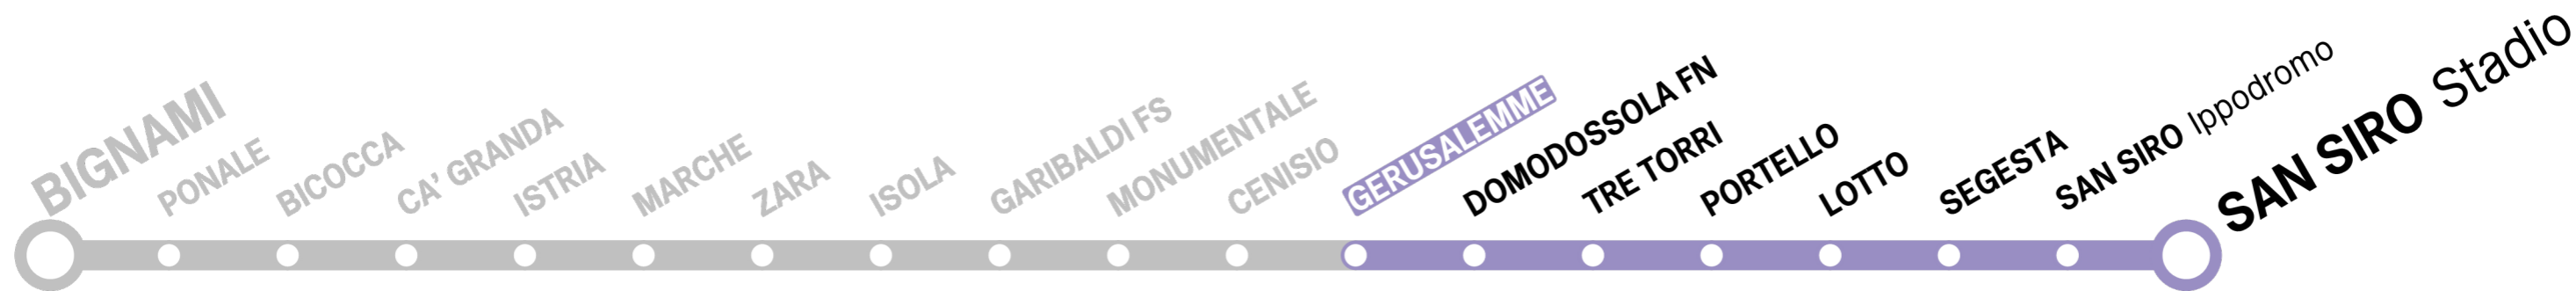 BIGNAMI
PONALE
BICOCCA
CA' GRANDA
ISTRIA
MARCHE
ZARA
ISOLA
GARIBALDI FS
MONUMENTALE
CENISIO
GERUSALEMME
DOMODOSSOLA FN
TRE TORRI
PORTELLO
LOTTO
SEGESTA
SAN SIRO Ippodromo
SAN SIRO Stadio